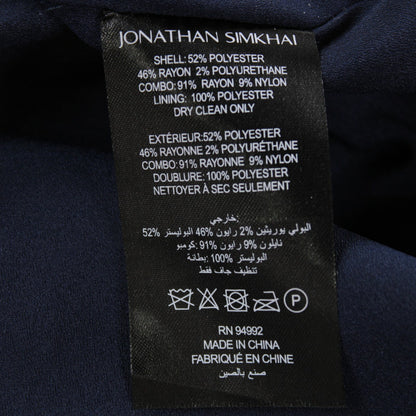 JONATHAN SIMKHAI
SHELL: 52% POLYESTER
46% RAYON 2% POLYURETHANE
COMBO: 91% RAYON 9% NYLON
LINING: 100% POLYESTER
DRY CLEAN ONLY
EXTÉRIEUR:52% POLYESTER
46% RAYONNE 2% POLYURÉTHANE
COMBO: 91% RAYONNE 9% NYLON
DOUBLURE: 100% POLYESTER
NETTOYER À SEC SEULEMENT
خارجي:
البولي يوريثين 2% رايون 46% البوليستر 52%
نايلون 9% رايون 91% :كومبو
البوليستر 100% :بطانة
تنظيف جاف فقط
P
RN 94992
MADE IN CHINA
FABRIQUÉ EN CHINE
صنع بالصين